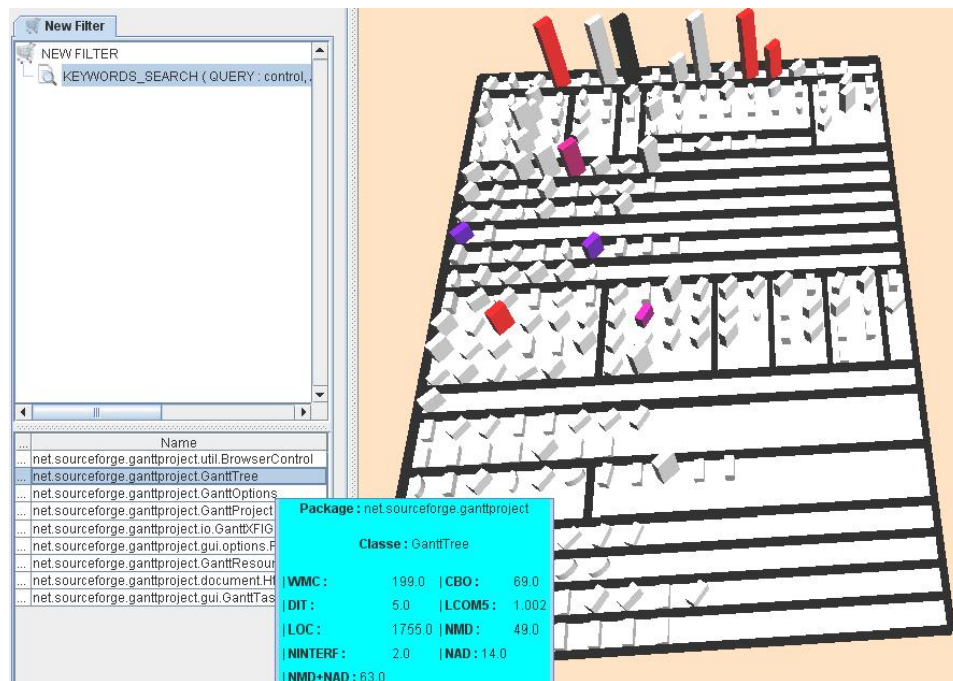 New Filter
NEW FILTER
KEYWORDS_SEARCH ( QUERY : control,
... Name
... net.sourceforge.ganttproject.util.BrowserControl
... net.sourceforge.ganttproject.GanttTree
... net.sourceforge.ganttproject.GanttOptions
... net.sourceforge.ganttproject.GanttProject
... net.sourceforge.ganttproject.io.GanttXFIG
... net.sourceforge.ganttproject.gui.options.
... net.sourceforge.ganttproject.GanttResour
... net.sourceforge.ganttproject.document.Ht
... net.sourceforge.ganttproject.gui.GanttTas
Package : net.sourceforge.ganttproject
Classe : GanttTree
|WMC : 199.0 |CBO : 69.0
|DIT : 5.0 |LCOM5 : 1.002
|LOC : 1755.0 |NMD : 49.0
|NINTERF : 2.0 |NAD : 14.0
|NMD+NAD : 63.0